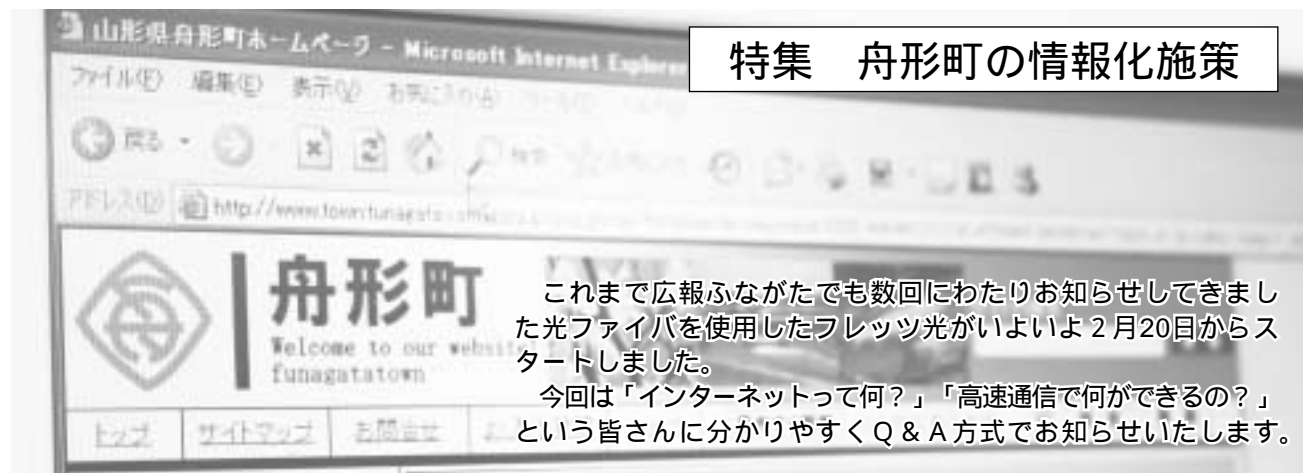 山形県舟形町ホームページ - Microsoft Internet Explorer
特集　舟形町の情報化施策
ファイル(F) 編集(E) 表示(V) お気に入り(A)
戻る
アドレス(D) http://www.town.funagata
舟形町
Welcome to our website
funagatatown
これまで広報ふながたでも数回にわたりお知らせしてきまし
た光ファイバを使用したフレッツ光がいよいよ２月20日からス
タートしました。
今回は「インターネットって何？」「高速通信で何ができるの？」
という皆さんに分かりやすくＱ＆Ａ方式でお知らせいたします。
トップ サイトマップ お問合せ